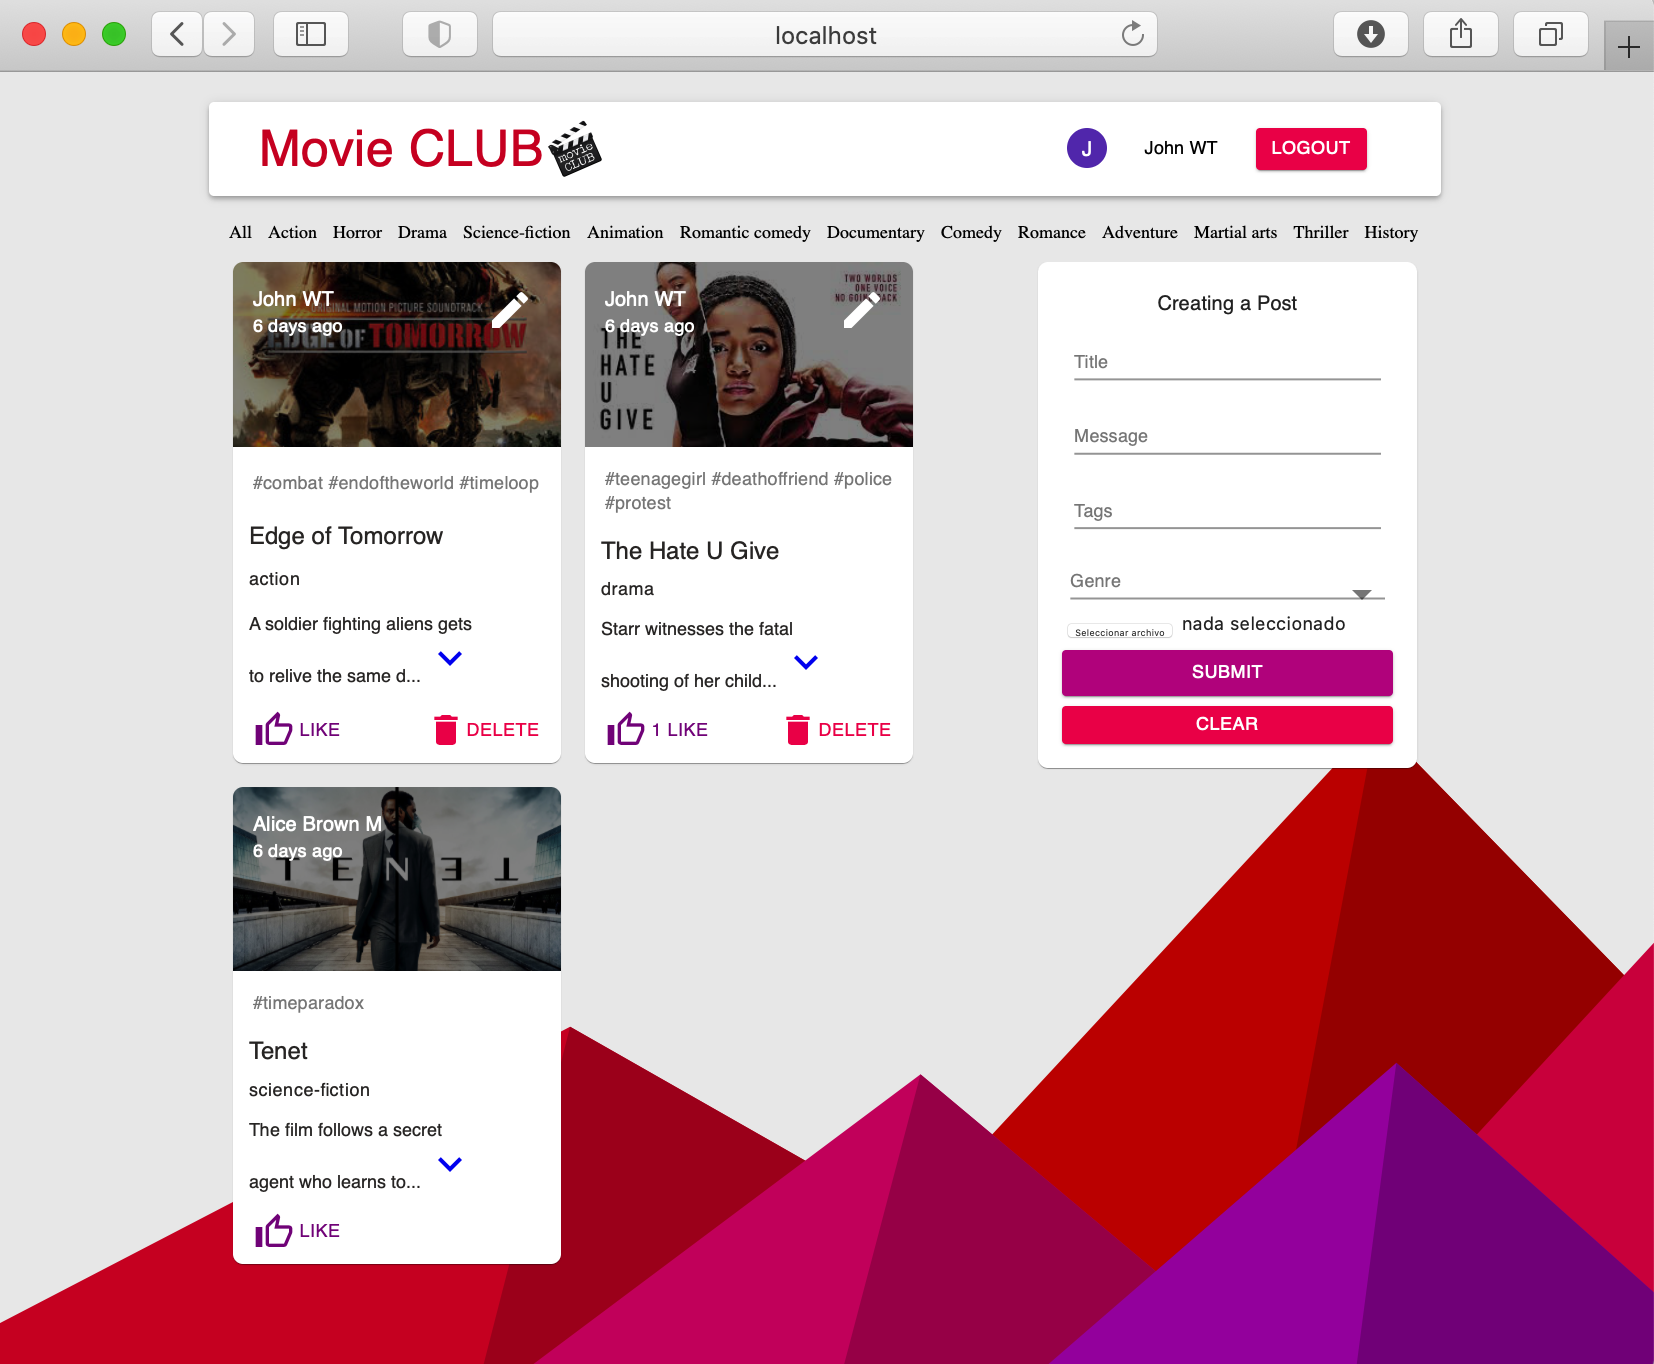 localhost
Movie CLUB
movie
CLUB
J
John WT
LOGOUT
All Action Horror Drama Science-fiction Animation Romantic comedy Documentary Comedy Romance Adventure Martial arts Thriller History
John WT
6 days ago
ORIGINAL MOTION PICTURE SOUNDTRACK
EDGE OF TOMORROW
#combat #endoftheworld #timeloop
Edge of Tomorrow
action
A soldier fighting aliens gets
to relive the same d...
LIKE
DELETE
John WT
6 days ago
TWO WORLDS
ONE VOICE
NO GOING BACK
THE
HATE
U
GIVE
#teenagegirl #deathoffriend #police
#protest
The Hate U Give
drama
Starr witnesses the fatal
shooting of her child...
1 LIKE
DELETE
Creating a Post
Title
Message
Tags
Genre
Seleccionar archivo nada seleccionado
SUBMIT
CLEAR
Alice Brown M
6 days ago
TENET
#timeparadox
Tenet
science-fiction
The film follows a secret
agent who learns to...
LIKE